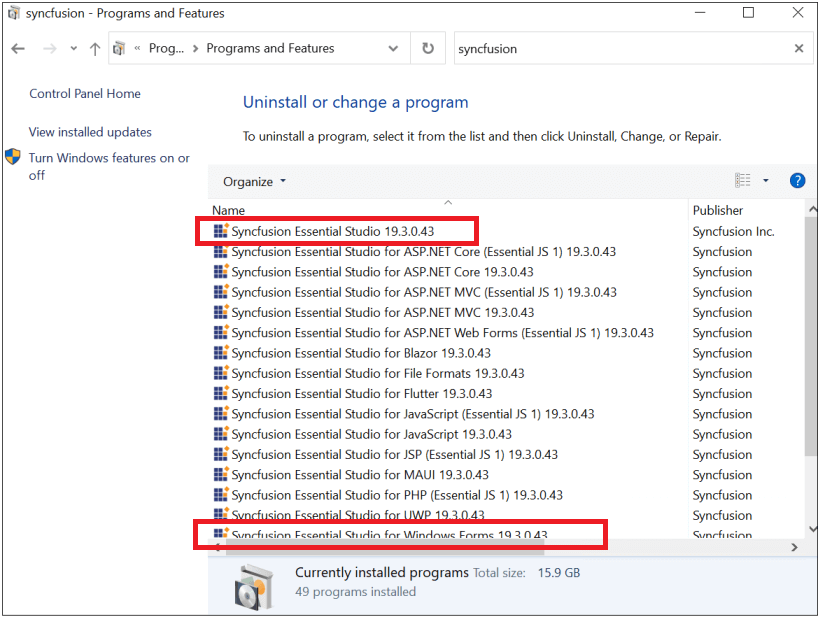 syncfusion - Programs and Features
« Prog... > Programs and Features
syncfusion
Control Panel Home
View installed updates
Turn Windows features on or
off
Uninstall or change a program
To uninstall a program, select it from the list and then click Uninstall, Change, or Repair.
Organize
?
Name Publisher
Syncfusion Essential Studio 19.3.0.43 Syncfusion Inc.
Syncfusion Essential Studio for ASP.NET Core (Essential JS 1) 19.3.0.43 Syncfusion
Syncfusion Essential Studio for ASP.NET Core 19.3.0.43 Syncfusion
Syncfusion Essential Studio for ASP.NET MVC (Essential JS 1) 19.3.0.43 Syncfusion
Syncfusion Essential Studio for ASP.NET MVC 19.3.0.43 Syncfusion
Syncfusion Essential Studio for ASP.NET Web Forms (Essential JS 1) 19.3.0.43 Syncfusion
Syncfusion Essential Studio for Blazor 19.3.0.43 Syncfusion
Syncfusion Essential Studio for File Formats 19.3.0.43 Syncfusion
Syncfusion Essential Studio for Flutter 19.3.0.43 Syncfusion
Syncfusion Essential Studio for JavaScript (Essential JS 1) 19.3.0.43 Syncfusion
Syncfusion Essential Studio for JavaScript 19.3.0.43 Syncfusion
Syncfusion Essential Studio for JSP (Essential JS 1) 19.3.0.43 Syncfusion
Syncfusion Essential Studio for MAUI 19.3.0.43 Syncfusion
Syncfusion Essential Studio for PHP (Essential JS 1) 19.3.0.43 Syncfusion
Syncfusion Essential Studio for UWP 19.3.0.43 Syncfusion
Syncfusion Essential Studio for Windows Forms 19.3.0.43 Syncfusion
Currently installed programs Total size: 15.9 GB
49 programs installed